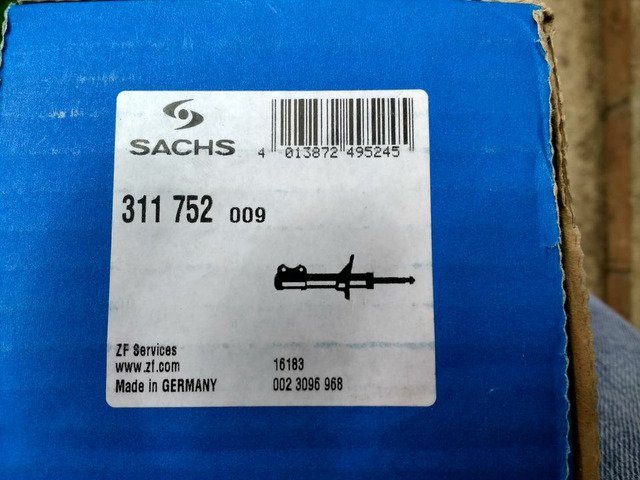 SACHS
4 013872 495245
311 752 009
ZF Services
www.zf.com
Made in GERMANY
16183
002 3096 968